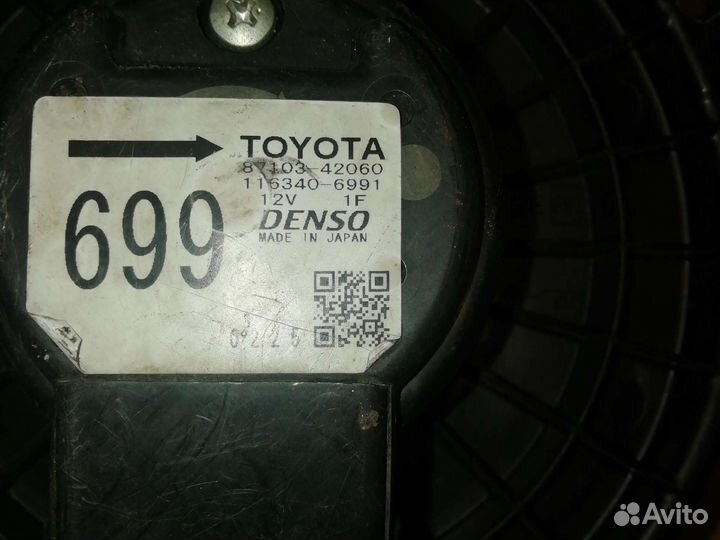 TOYOTA
87103-42060
116340-6991
12V 1F
699
DENSO
MADE IN JAPAN
Avito